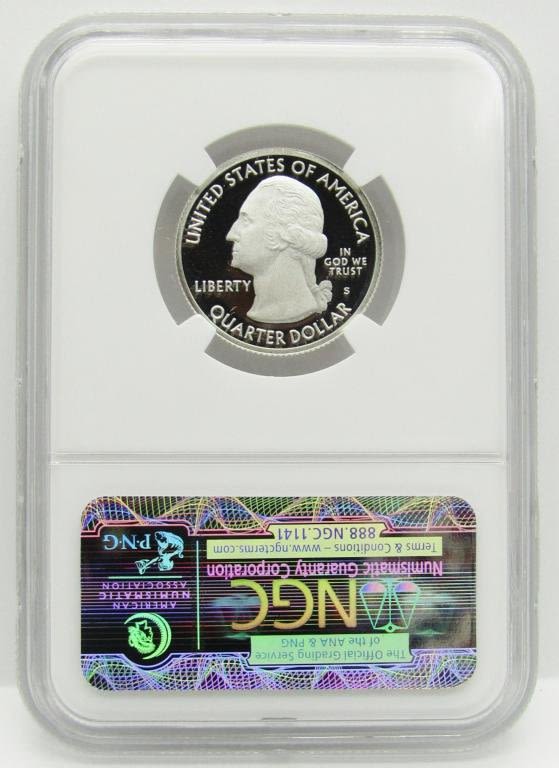 UNITED STATES OF AMERICA
LIBERTY
IN
GOD WE
TRUST
S
QUARTER DOLLAR
The Official Grading Service
of the ANA & PNG
NGC
Numismatic Guaranty Corporation
Terms & Conditions – www.ngcterms.com
888.NGC.1141
AMERICAN
NUMISMATIC
ASSOCIATION
P·N·G